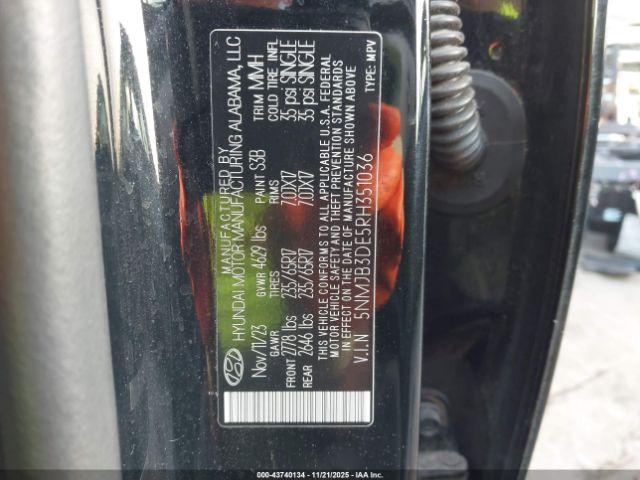 MANUFACTURED BY
HYUNDAI MOTOR MANUFACTURING ALABAMA, LLC
Nov/11/23 GVWR 4629 lbs PAINT S3B TRIM MMH
GAWR TIRES RIMS COLD TIRE INFL
FRONT 2778 lbs 235/65R17 7.0JX17 35 psi SINGLE
REAR 2646 lbs 235/65R17 7.0JX17 35 psi SINGLE
THIS VEHICLE CONFORMS TO ALL APPLICABLE U.S.A. FEDERAL
MOTOR VEHICLE SAFETY AND THEFT PREVENTION STANDARDS
IN EFFECT ON THE DATE OF MANUFACTURE SHOWN ABOVE
V.I.N 5NMJB3DE5RH351036 TYPE: MPV
000-43740134 - 11/21/2025 - IAA Inc.